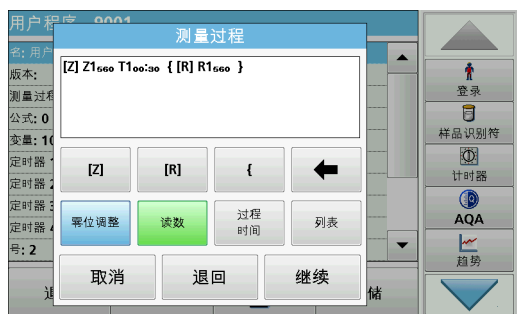 用户程序 9001
测量过程
名: 用户
[Z] Z1₅₆₀ T1₀₀:₃₀ { [R] R1₅₆₀ }
版本:
测量过程
公式: 0
变量: 10
定时器 1
定时器 2
定时器 3
定时器 4
号: 2
[Z] [R] {
零位调整 读数 过程
时间 列表
取消 退回 继续
储
登录
样品识别符
计时器
AQA
趋势